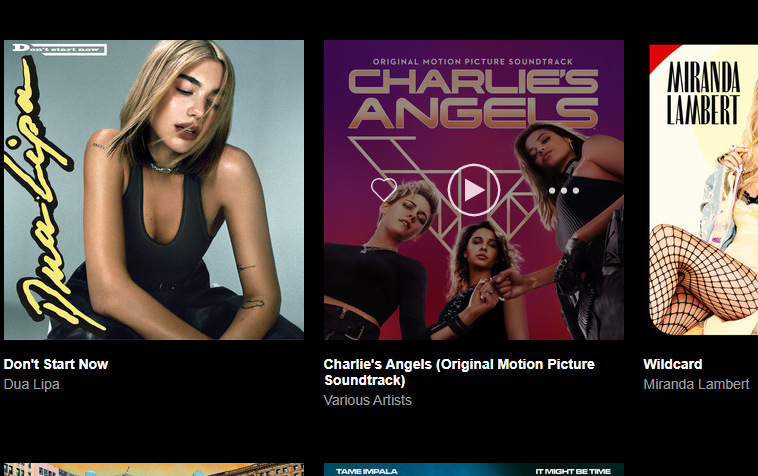 Don't start now
Dua Lipa
ORIGINAL MOTION PICTURE SOUNDTRACK
CHARLIE'S
ANGELS
MIRANDA
LAMBERT
Don't Start Now
Dua Lipa
Charlie's Angels (Original Motion Picture
Soundtrack)
Various Artists
Wildcard
Miranda Lambert
TAME IMPALA
IT MIGHT BE TIME